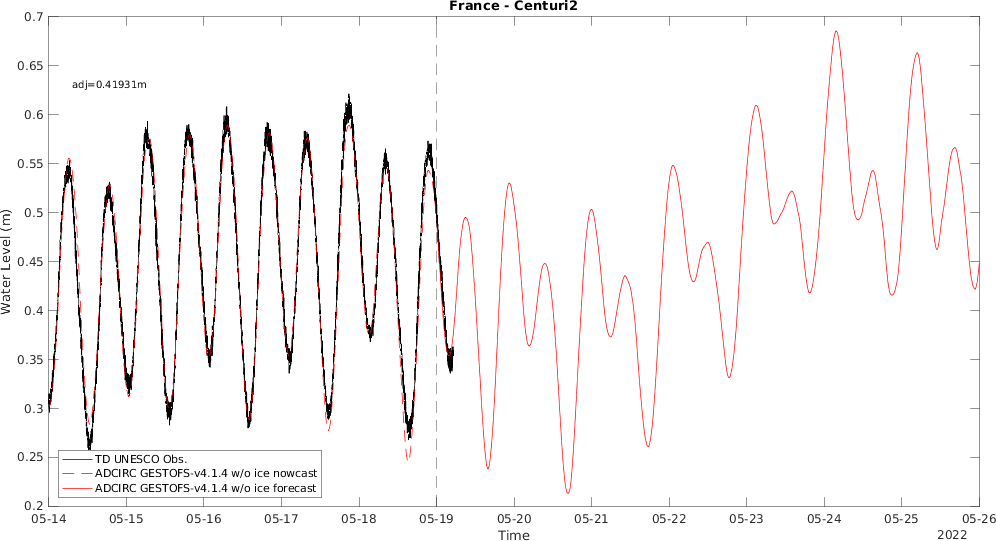 France - Centuri2
0.7
0.65
0.6
0.55
0.5
0.45
0.4
0.35
0.3
0.25
0.2
Water Level (m)
adj=0.41931m
TD UNESCO Obs.
ADCIRC GESTOFS-v4.1.4 w/o ice nowcast
ADCIRC GESTOFS-v4.1.4 w/o ice forecast
05-14 05-15 05-16 05-17 05-18 05-19 05-20 05-21 05-22 05-23 05-24 05-25 05-26
Time
2022